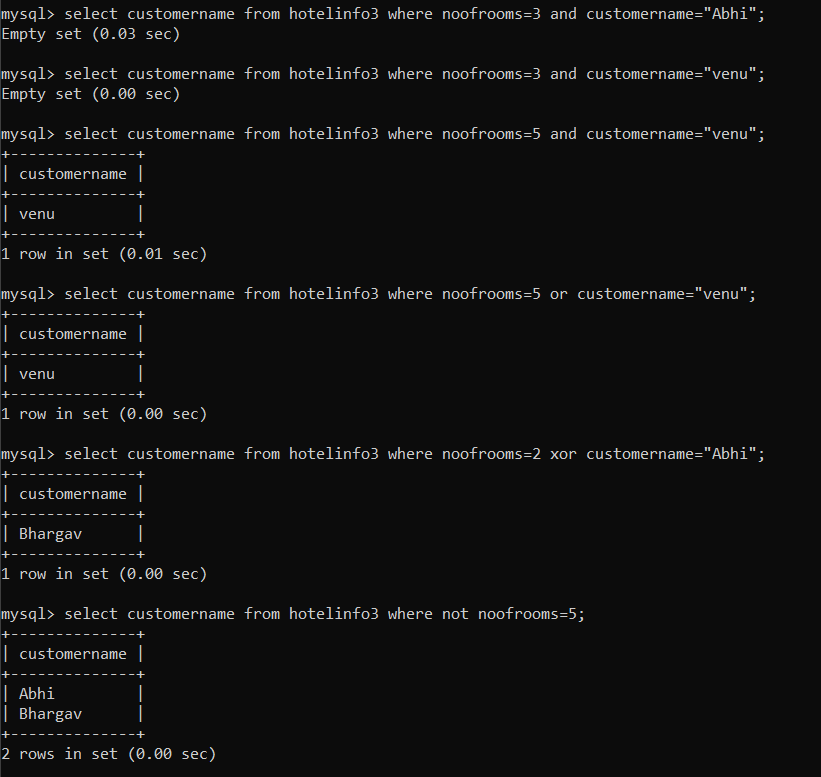 mysql> select customername from hotelinfo3 where noofrooms=3 and customername="Abhi";
Empty set (0.03 sec)

mysql> select customername from hotelinfo3 where noofrooms=3 and customername="venu";
Empty set (0.00 sec)

mysql> select customername from hotelinfo3 where noofrooms=5 and customername="venu";
+--------------+
| customername |
+--------------+
| venu         |
+--------------+
1 row in set (0.01 sec)

mysql> select customername from hotelinfo3 where noofrooms=5 or customername="venu";
+--------------+
| customername |
+--------------+
| venu         |
+--------------+
1 row in set (0.00 sec)

mysql> select customername from hotelinfo3 where noofrooms=2 xor customername="Abhi";
+--------------+
| customername |
+--------------+
| Bhargav      |
+--------------+
1 row in set (0.00 sec)

mysql> select customername from hotelinfo3 where not noofrooms=5;
+--------------+
| customername |
+--------------+
| Abhi         |
| Bhargav      |
+--------------+
2 rows in set (0.00 sec)